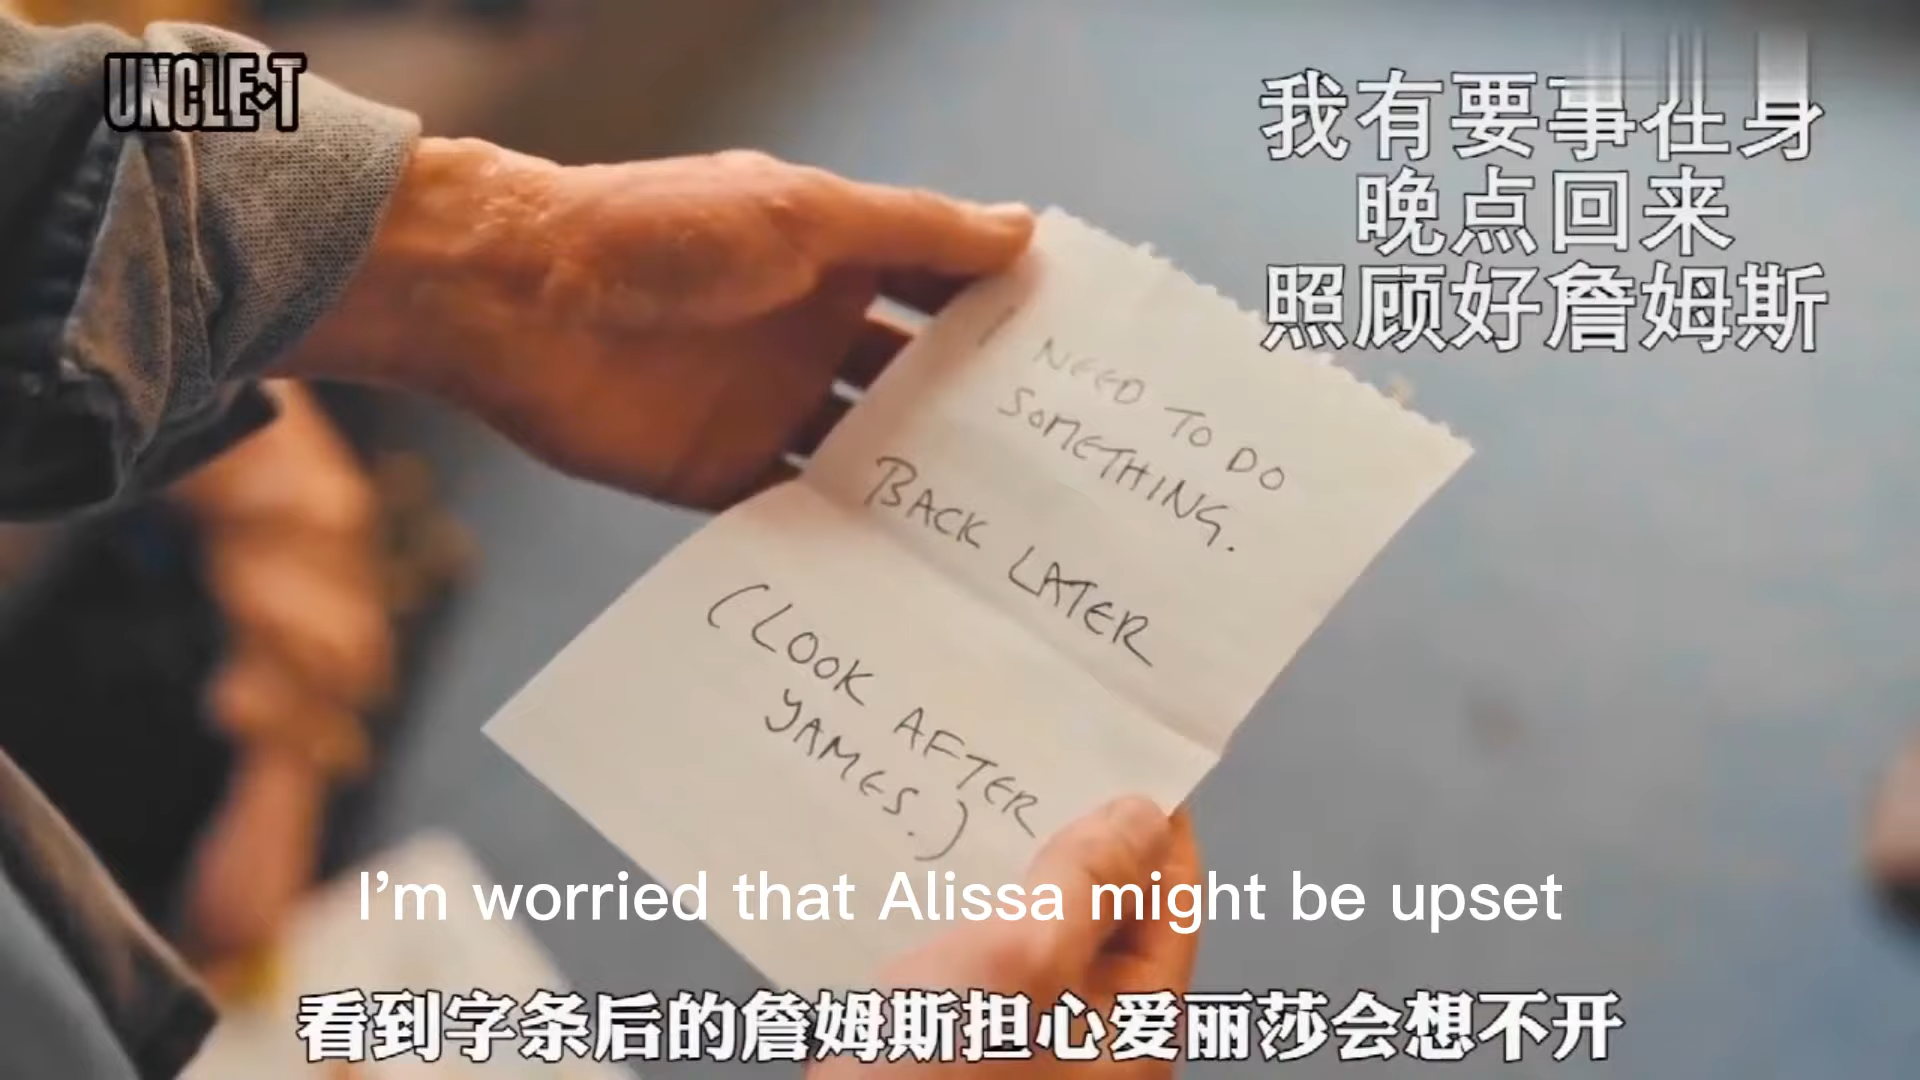 UNCLE·T
我有要事在身
晚点回来
照顾好詹姆斯
I NEED TO DO
SOMETHING.
BACK LATER
(LOOK AFTER
YAMES.)
I'm worried that Alissa might be upset
看到字条后的詹姆斯担心爱丽莎会想不开